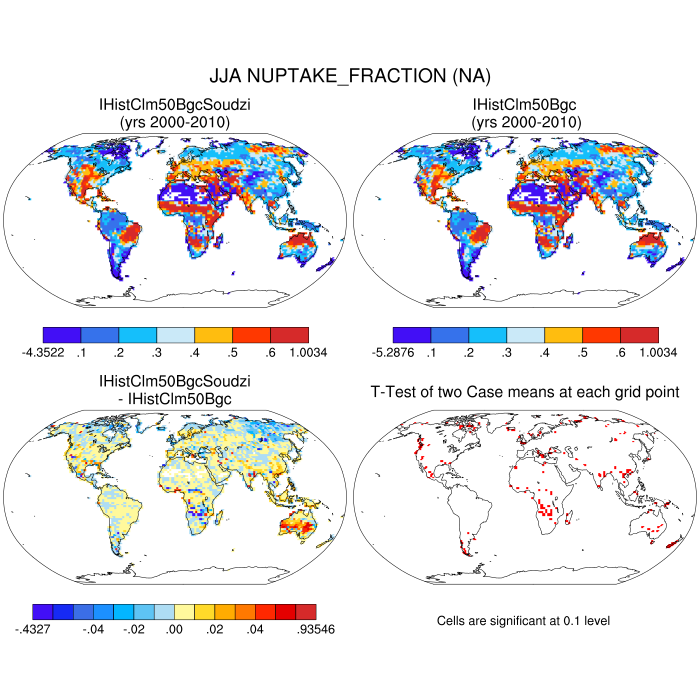 JJA NUPTAKE_FRACTION (NA)
IHistClm50BgcSoudzi
(yrs 2000-2010)
IHistClm50Bgc
(yrs 2000-2010)
-4.3522 .1 .2 .3 .4 .5 .6 1.0034
-5.2876 .1 .2 .3 .4 .5 .6 1.0034
IHistClm50BgcSoudzi
- IHistClm50Bgc
T-Test of two Case means at each grid point
-.4327 -.04 -.02 .00 .02 .04 .93546
Cells are significant at 0.1 level